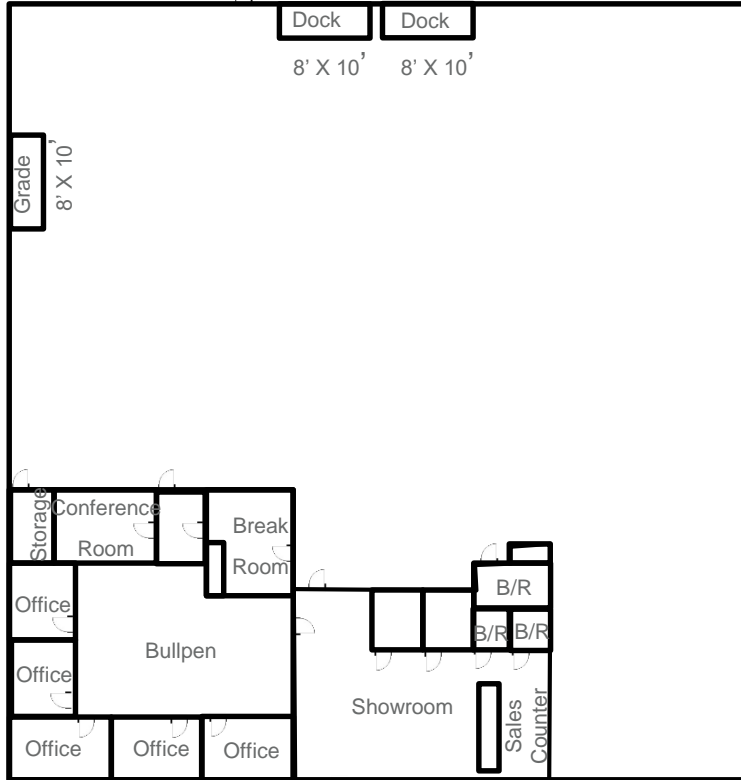 Dock
Dock
8’ X 10’
8’ X 10’
Grade
8’ X 10’
Storage
Conference
Room
Break
Room
Office
B/R
B/R
B/R
Bullpen
Office
Showroom
Sales
Counter
Office
Office
Office